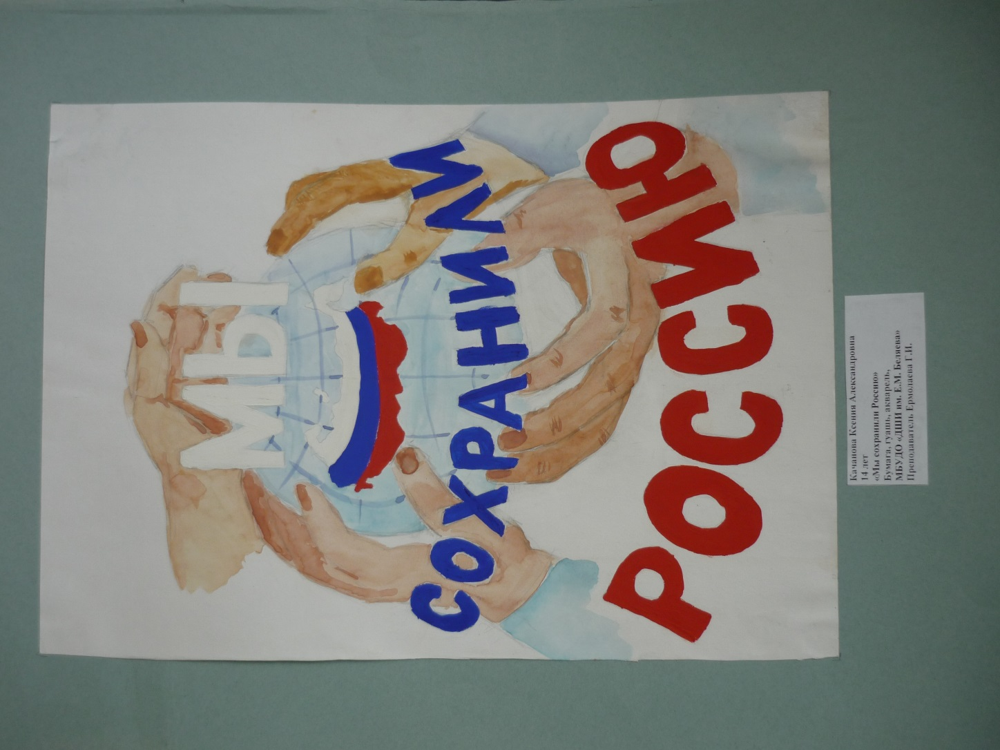 МЫ
СОХРАНИМ
РОССИЮ
Качанова Ксения Александровна
14 лет
«Мы сохранили Россию»
Бумага, гуашь, акварель,
МБУДО «ДШИ им. Е.М. Беляева»
Преподаватель Ермолаева Г.И.